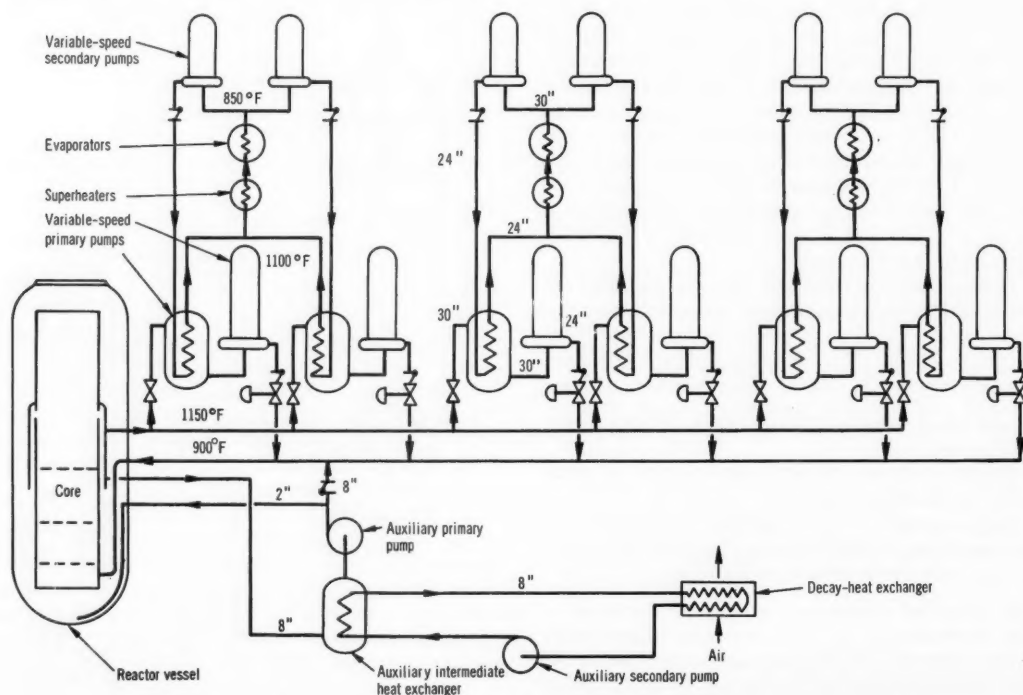 Variable-speed
secondary pumps
850°F
30"
Evaporators
24"
Superheaters
Variable-speed
primary pumps
24"
1100°F
30"
24"
30"
1150°F
900°F
Core
2"
8"
Auxiliary primary
pump
8"
Decay-heat exchanger
8"
Air
Reactor vessel
Auxiliary intermediate
heat exchanger
Auxiliary secondary pump